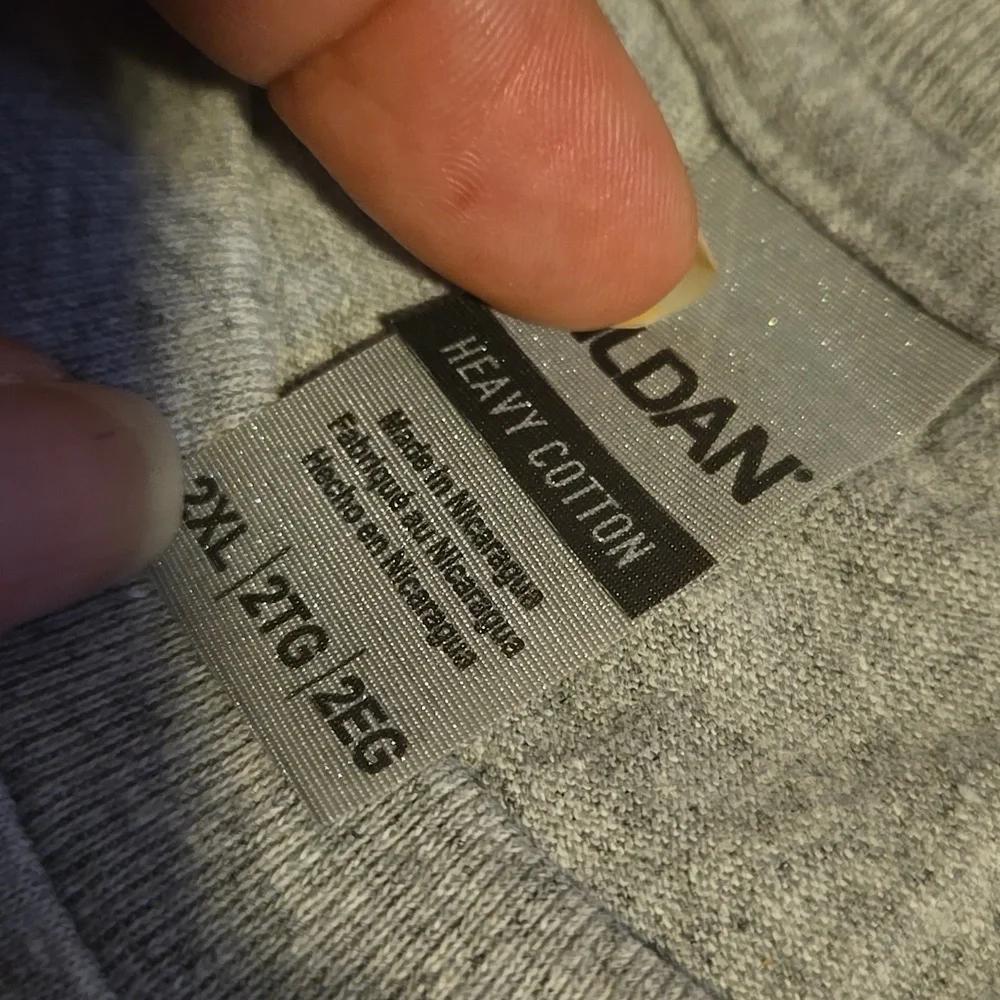 ILDAN®
HEAVY COTTON
Made in Nicaragua
Fabriqué au Nicaragua
Hecho en Nicaragua
2XL / 2TG / 2EG